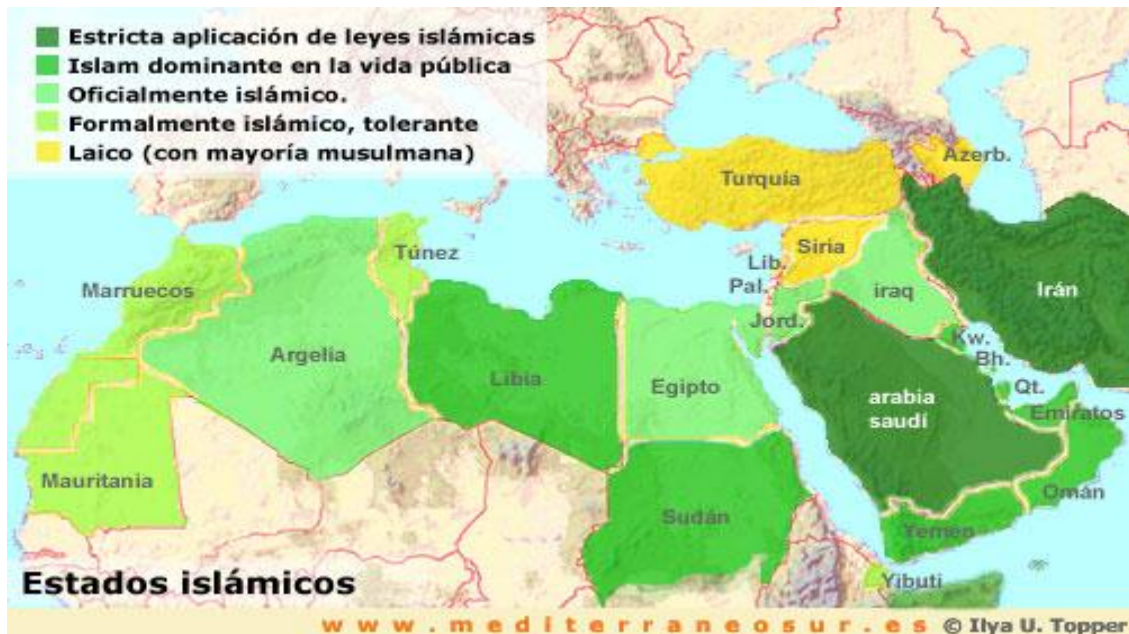 Estricta aplicación de leyes islámicas
Islam dominante en la vida pública
Oficialmente islámico.
Formalmente islámico, tolerante
Laico (con mayoría musulmana)
Azerb.
Turquía
Túnez
Siria
Lib.
Marruecos
Pal.
iraq
Irán
Jord.
Argelia
Kw.
Libia
Bh.
Egipto
Qt.
arabia
saudí
Emiratos
Mauritania
Omán
Sudán
Yemen
Estados islámicos
Yibuti
www.mediterraneosur.es © Ilya U. Topper